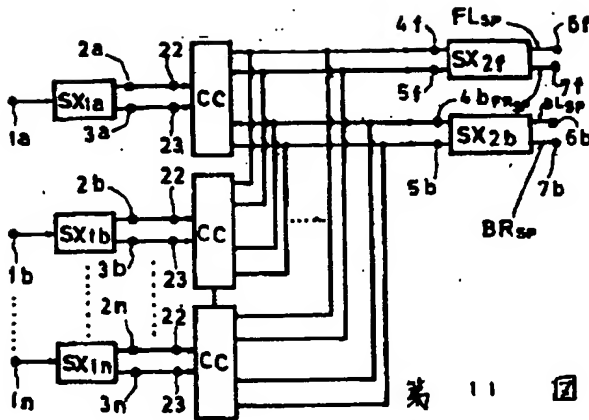 2a 22 4f FLSP 6f
SX1a CC SX2f
1a 3a 23 5f 4b FRSP 7f
BLSP
SX2b 6b
2b 22 5b 7b
SX1b CC BRSP
1b 3b 23
2n 22
SX1n CC
1n 3n 23
第 11 図